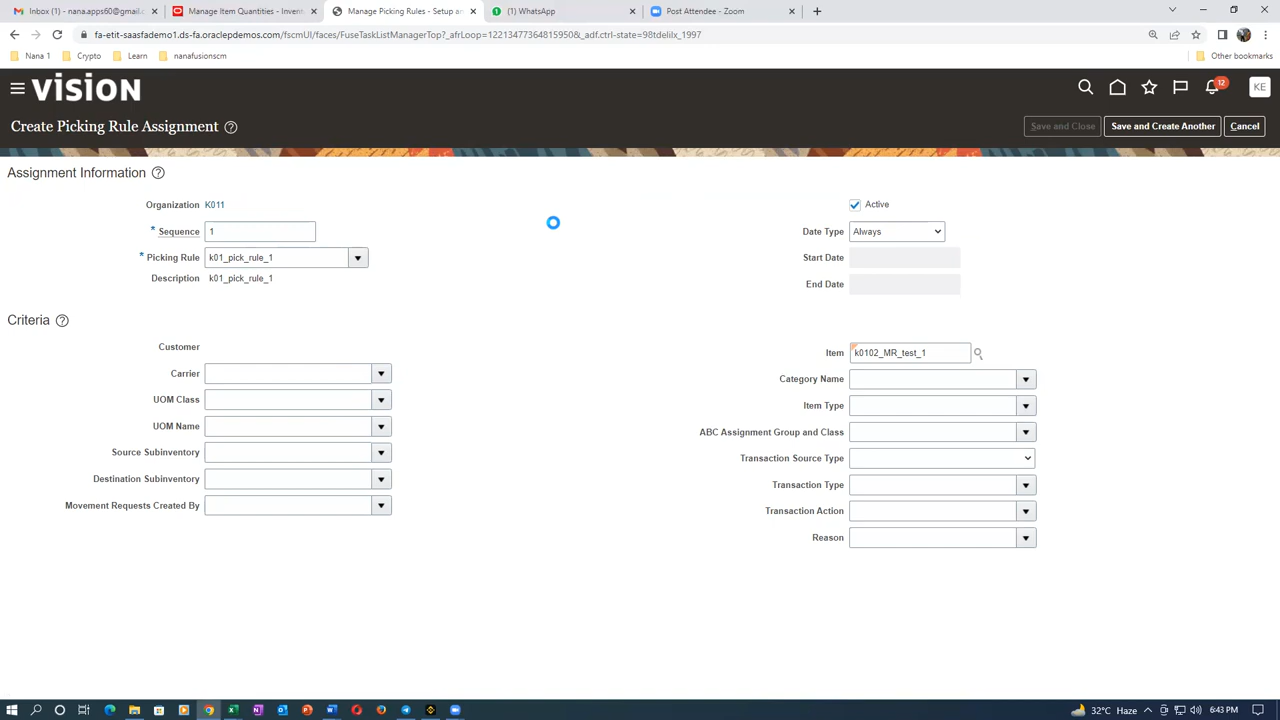 Inbox (1) - nana.apps60@gmail.c
Manage Item Quantities - Invent
Manage Picking Rules - Setup an
(1) WhatsApp
Post Attendee - Zoom
fa-etit-saasfademo1.ds-fa.oraclepdemos.com/fscmUI/faces/FuseTaskListManagerTop?_afrLoop=12213477364815950&_adf.ctrl-state=98tdelilx_1997
Nana 1
Crypto
Learn
nanafusionscm
Other bookmarks
VISION
12
KE
Create Picking Rule Assignment
Save and Close
Save and Create Another
Cancel
Assignment Information
Organization K011
Active
* Sequence 1
Date Type Always
* Picking Rule k01_pick_rule_1
Start Date
Description k01_pick_rule_1
End Date
Criteria
Customer
Item k0102_MR_test_1
Carrier
Category Name
UOM Class
Item Type
UOM Name
ABC Assignment Group and Class
Source Subinventory
Transaction Source Type
Destination Subinventory
Transaction Type
Movement Requests Created By
Transaction Action
Reason
32°C Haze
6:43 PM